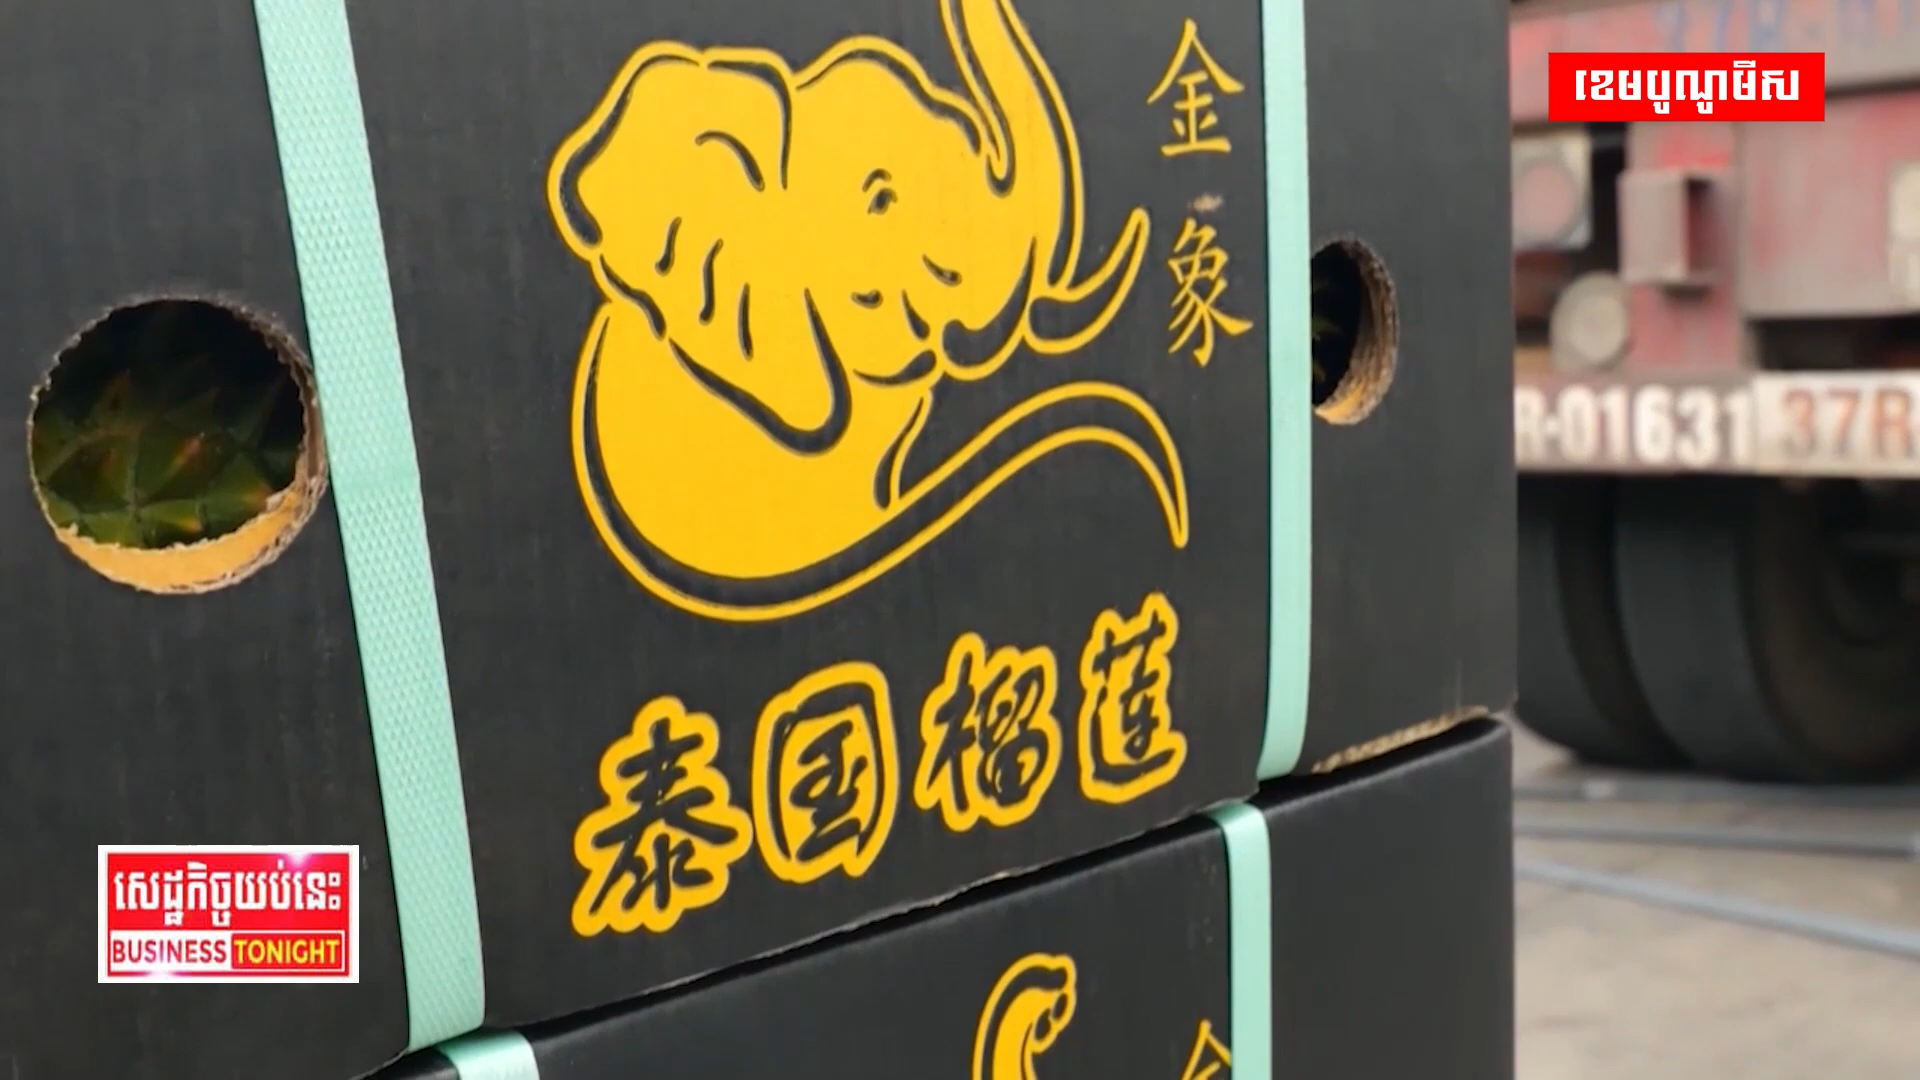 ខេមបូណូមីស
金
象
R-01631
37R
泰国榴莲
សេដ្ឋកិច្ចយប់នេះ
BUSINESS TONIGHT